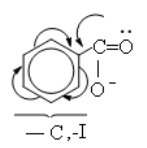 C=Ö
O⁻
— C,-I